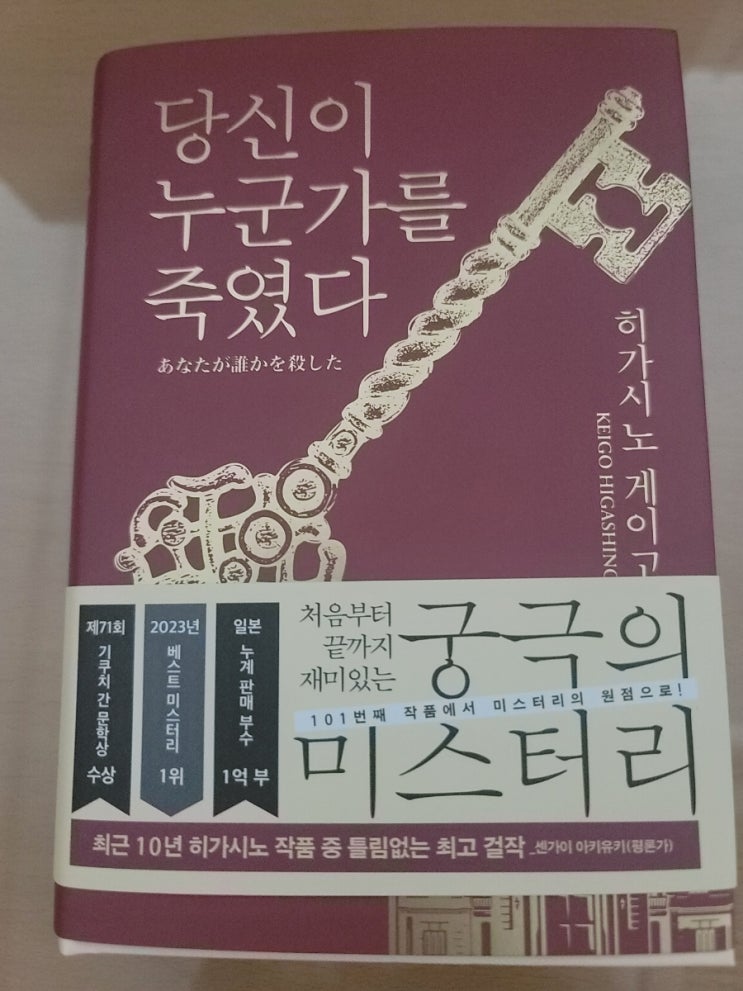 당신이
누군가를
죽였다
あなたが誰かを殺した
히가시노 게이고
KEIGO HIGASHINO
제71회
기쿠치 간 문학상
수상
2023년
베스트 미스터리
1위
일본
누계 판매 부수
1억 부
처음부터
끝까지
재미있는
궁극의
101번째 작품에서 미스터리의 원점으로!
미스터리
최근 10년 히가시노 작품 중 틀림없는 최고 걸작 _센가이 아키유키(평론가)